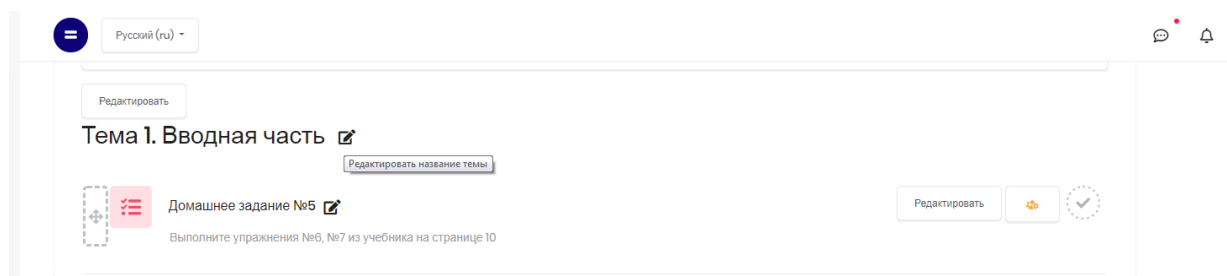 Русский (ru)
Редактировать
Тема 1. Вводная часть
Редактировать название темы
Домашнее задание №5
Редактировать
Выполните упражнения №6, №7 из учебника на странице 10